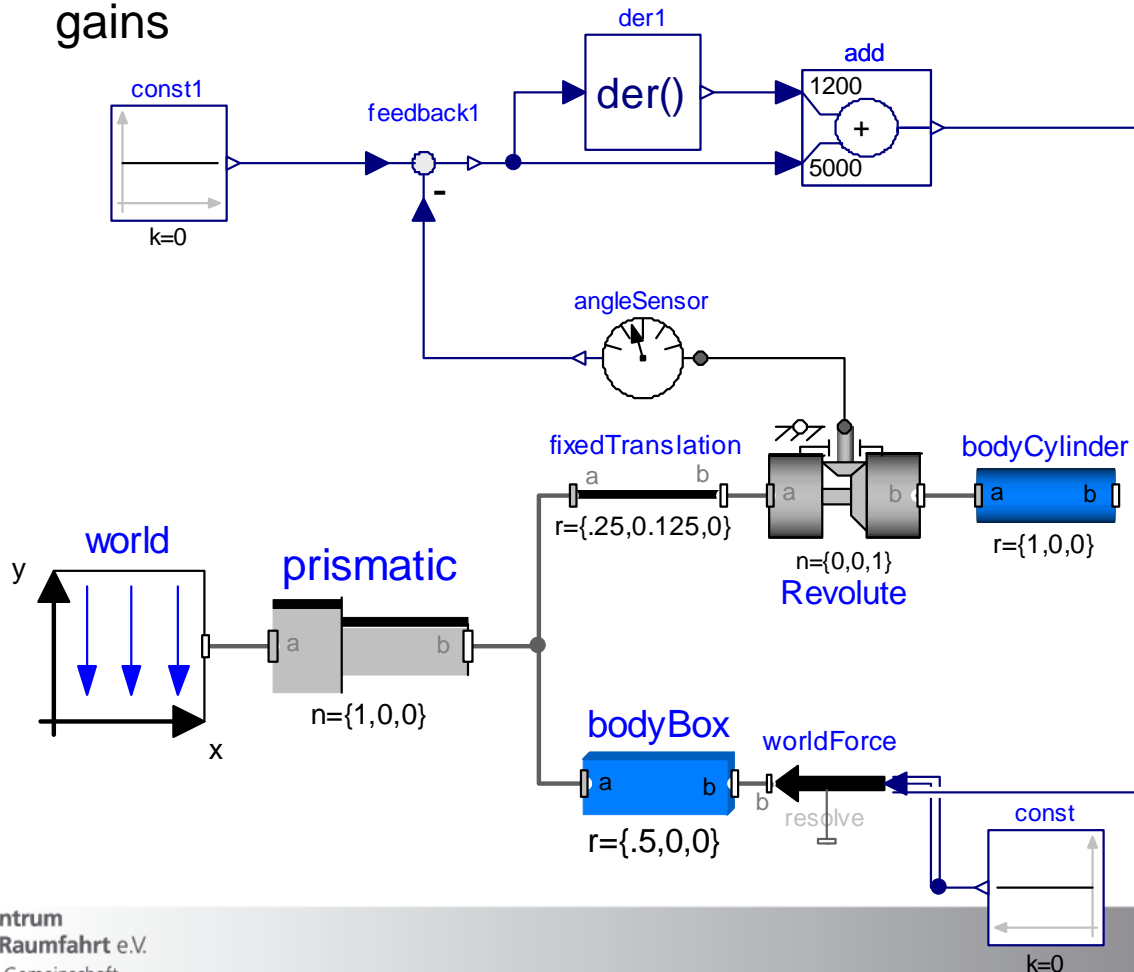 gains
der1
const1
der()
add
1200
+
5000
feedback1
-
k=0
angleSensor
fixedTranslation
a b
r={.25,0.125,0}
a b
n={0,0,1}
Revolute
bodyCylinder
a b
r={1,0,0}
world
y
x
prismatic
a b
n={1,0,0}
bodyBox
a b
r={.5,0,0}
worldForce
b
resolve
const
k=0
ntrum
Raumfahrt e.V.